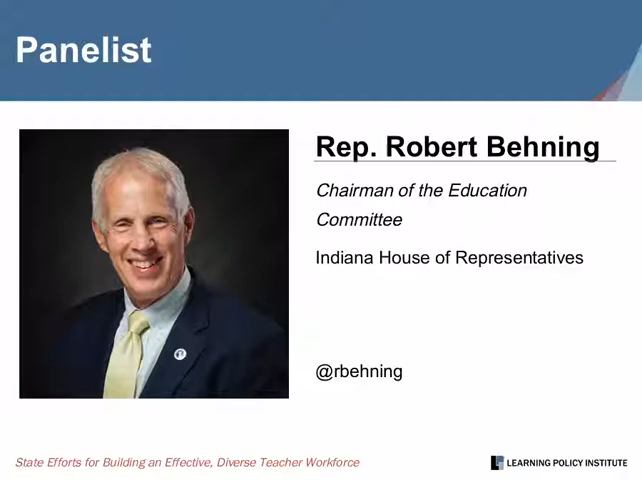 Panelist
Rep. Robert Behning
Chairman of the Education
Committee
Indiana House of Representatives
@rbehning
State Efforts for Building an Effective, Diverse Teacher Workforce
LEARNING POLICY INSTITUTE